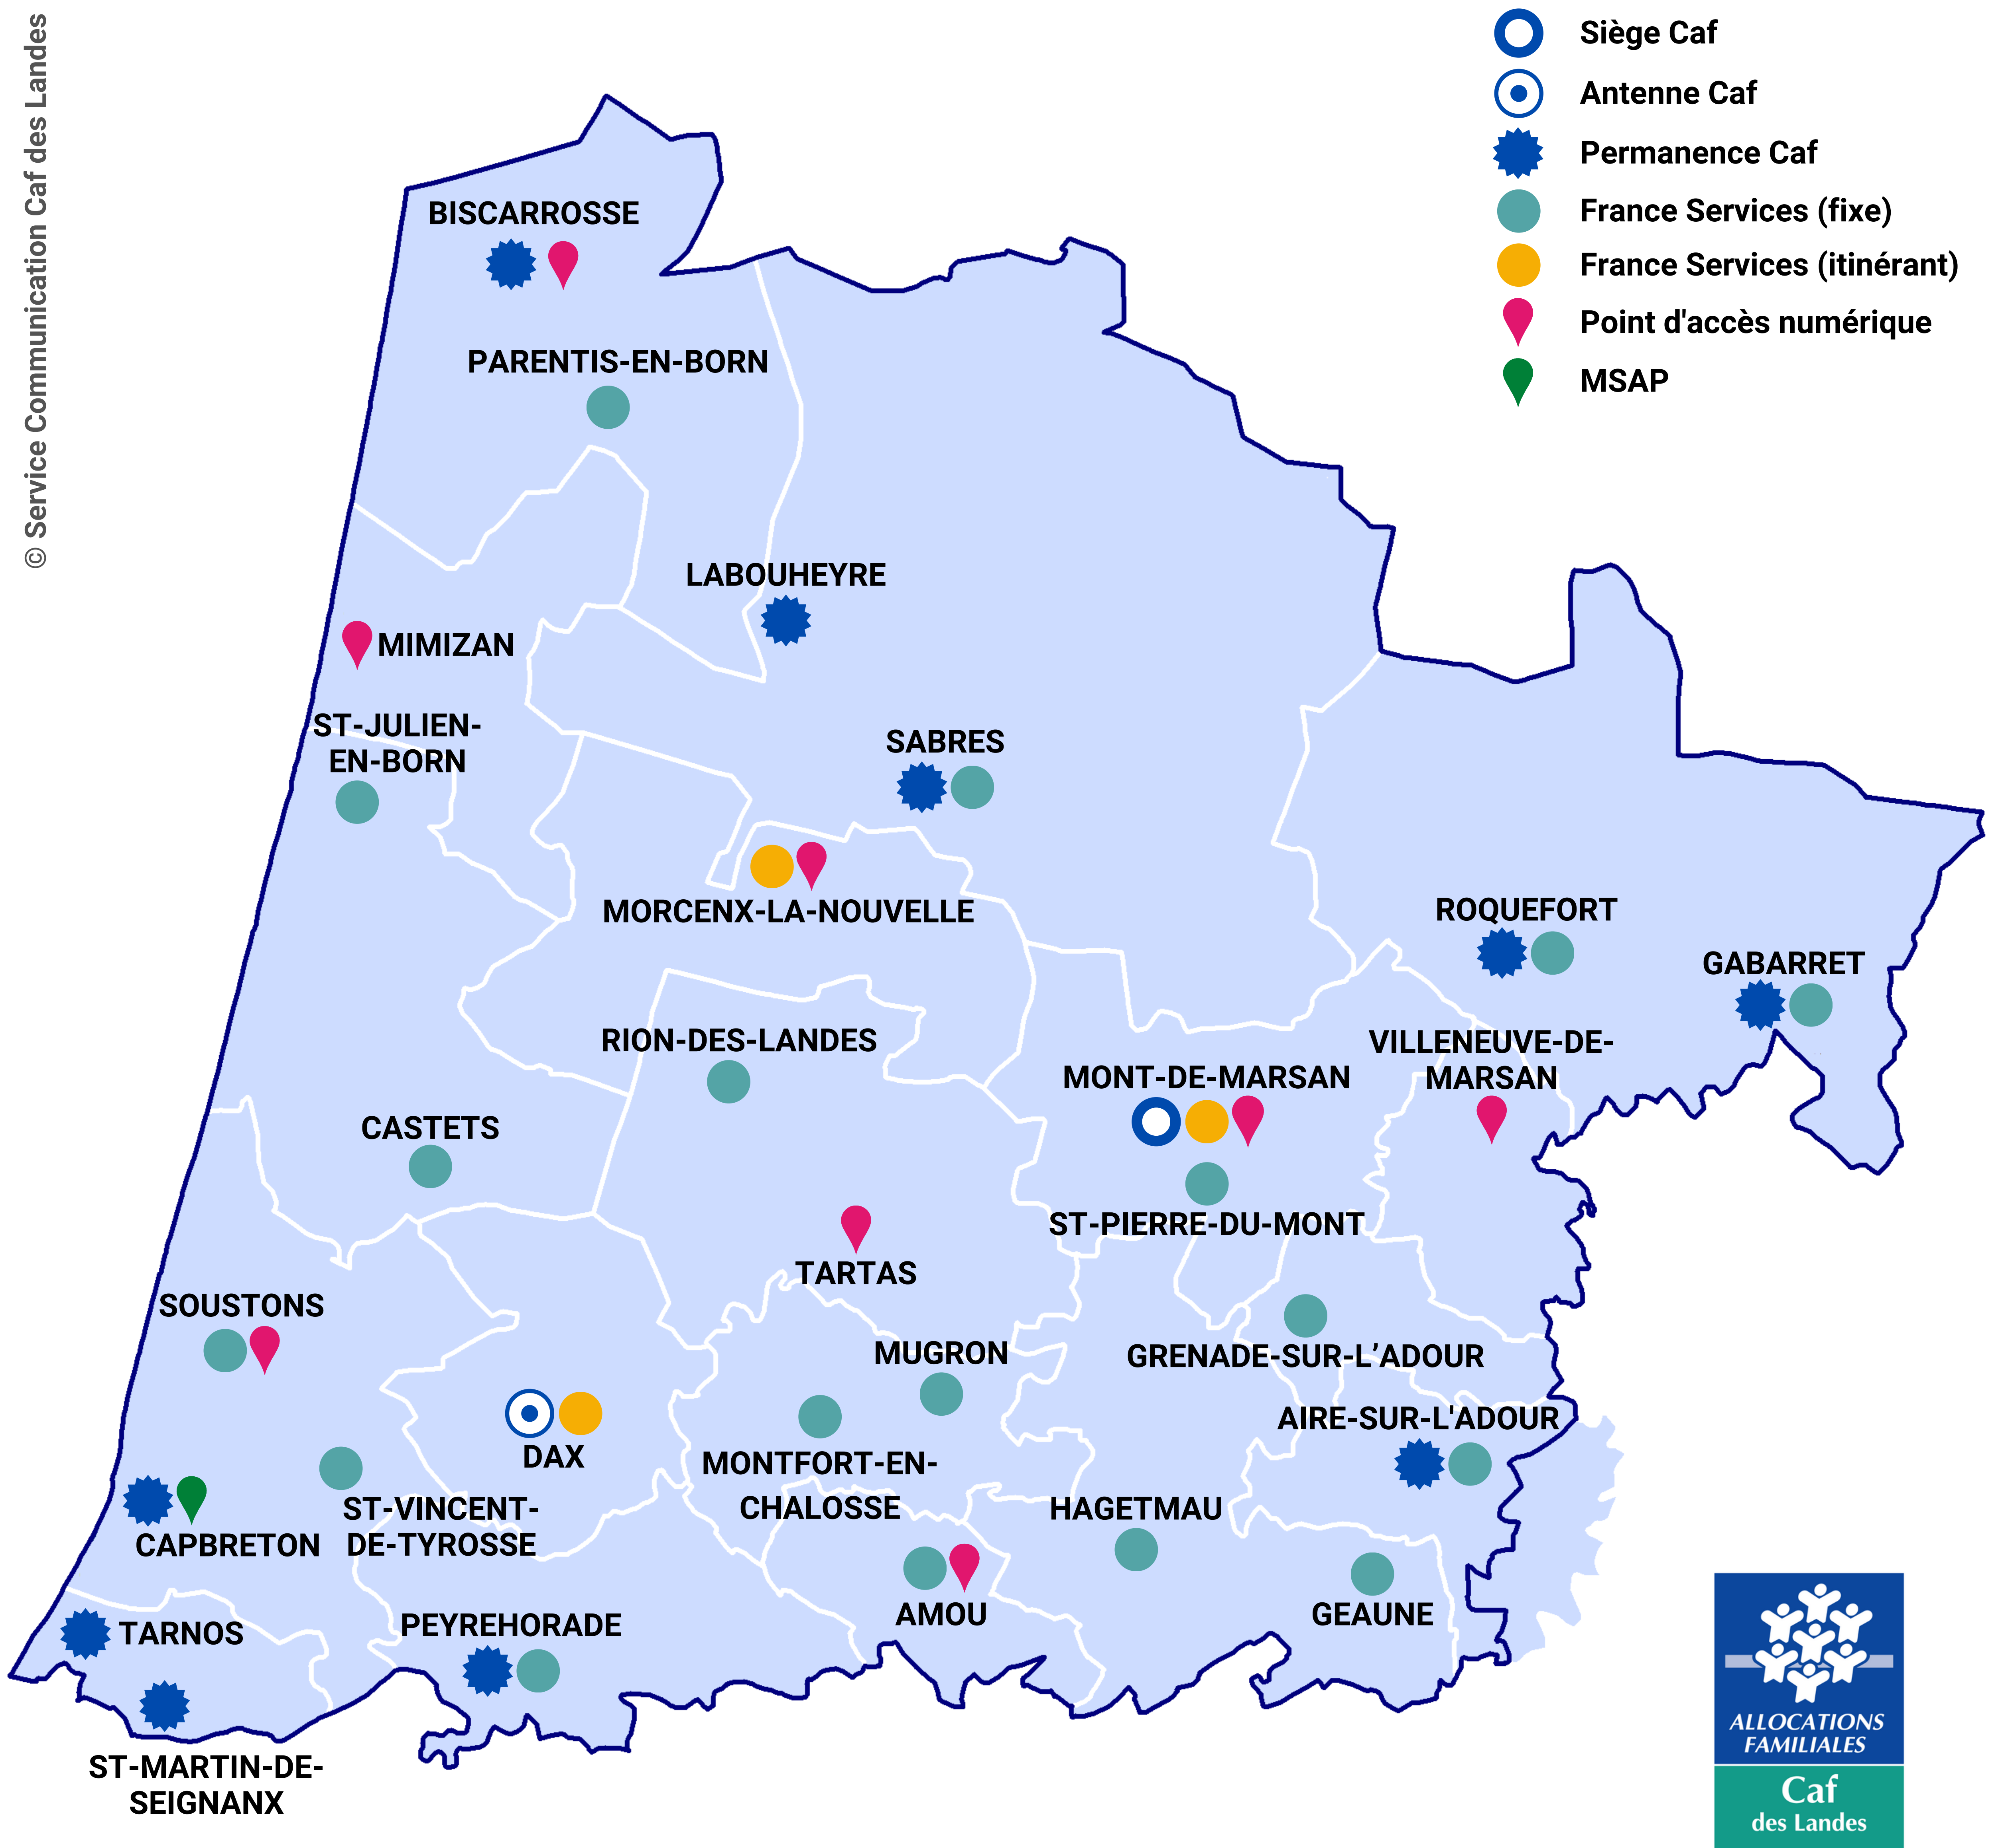 © Service Communication Caf des Landes
Siège Caf
Antenne Caf
Permanence Caf
France Services (fixe)
France Services (itinérant)
Point d'accès numérique
MSAP
BISCARROSSE
PARENTIS-EN-BORN
LABOUHEYRE
MIMIZAN
ST-JULIEN-
EN-BORN
SABRES
MORCENX-LA-NOUVELLE
ROQUEFORT
GABARRET
RION-DES-LANDES
VILLENEUVE-DE-
MARSAN
MONT-DE-MARSAN
CASTETS
ST-PIERRE-DU-MONT
TARTAS
SOUSTONS
MUGRON
GRENADE-SUR-L’ADOUR
AIRE-SUR-L'ADOUR
DAX
MONTFORT-EN-
CHALOSSE
ST-VINCENT-
DE-TYROSSE
HAGETMAU
CAPBRETON
AMOU
GEAUNE
PEYREHORADE
TARNOS
ST-MARTIN-DE-
SEIGNANX
ALLOCATIONS
FAMILIALES
Caf
des Landes